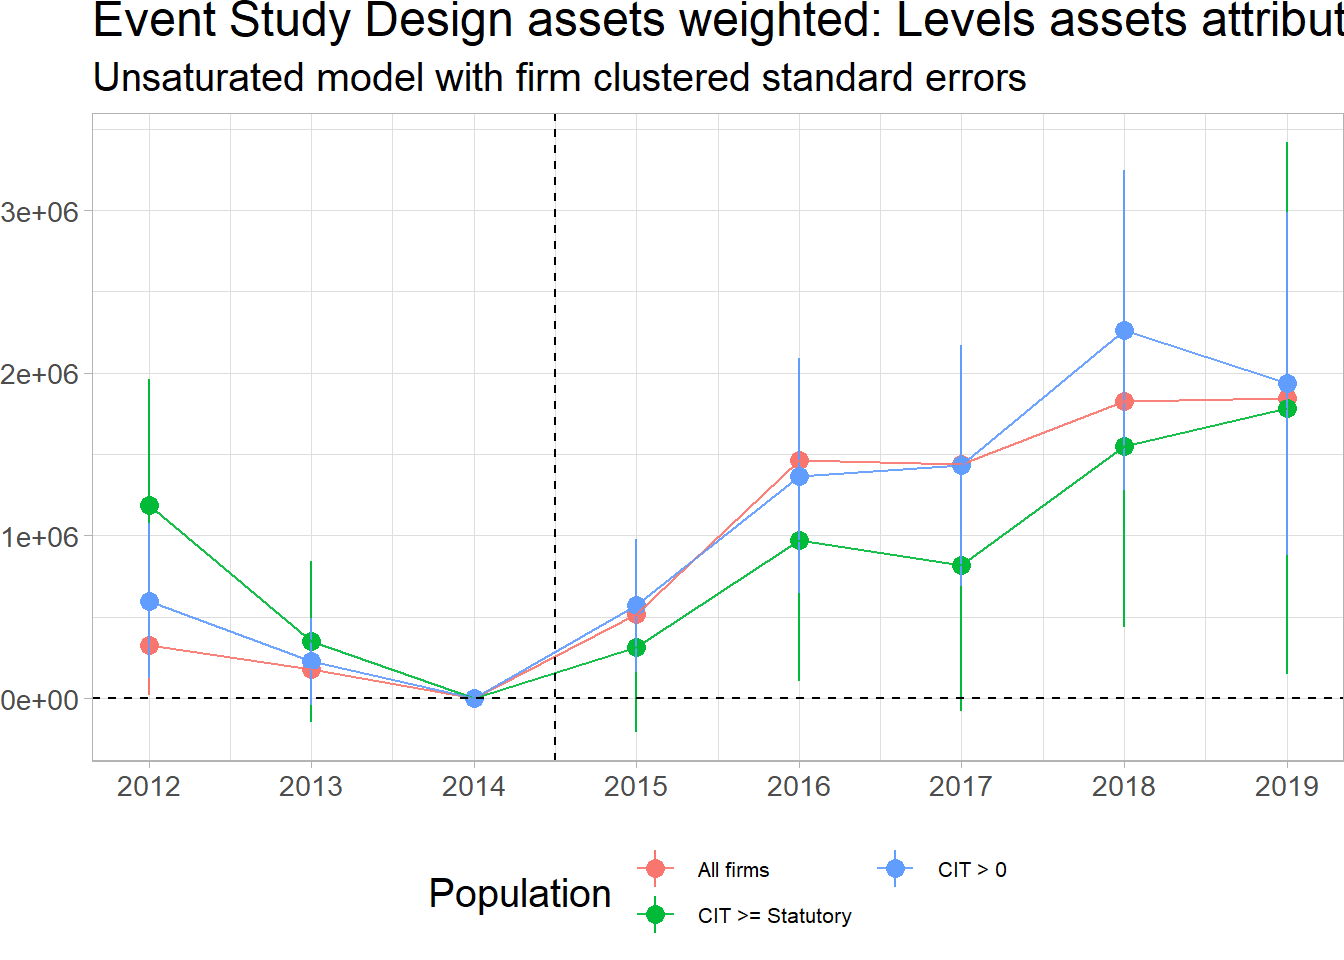 Event Study Design assets weighted: Levels assets attribut
Unsaturated model with firm clustered standard errors
3e+06
2e+06
1e+06
0e+00
2012 2013 2014 2015 2016 2017 2018 2019
Population
All firms
CIT > 0
CIT >= Statutory